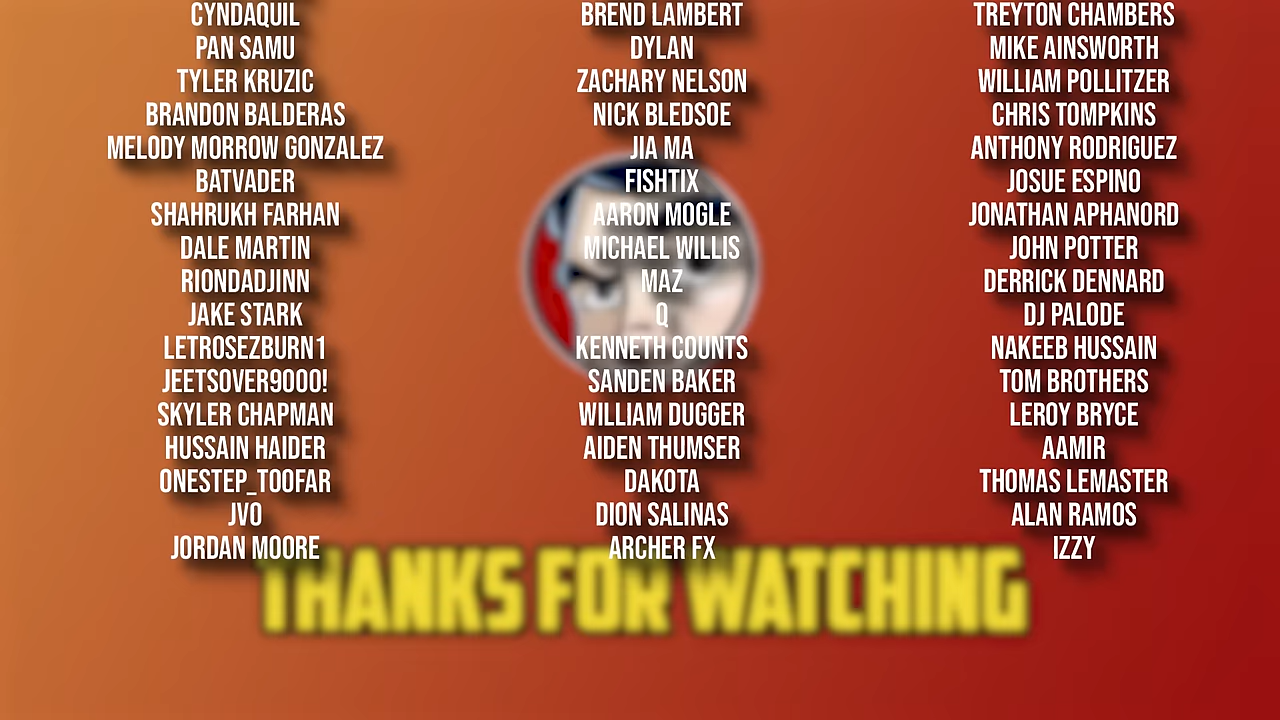 CYNDAQUIL
PAN SAMU
TYLER KRUZIC
BRANDON BALDERAS
MELODY MORROW GONZALEZ
BATVADER
SHAHRUKH FARHAN
DALE MARTIN
RIONDADJINN
JAKE STARK
LETROSEZBURN1
JEETSOVER9000!
SKYLER CHAPMAN
HUSSAIN HAIDER
ONESTEP_TOOFAR
JVO
JORDAN MOORE
BREND LAMBERT
DYLAN
ZACHARY NELSON
NICK BLEDSOE
JIA MA
FISHTIX
AARON MOGLE
MICHAEL WILLIS
MAZ
Q
KENNETH COUNTS
SANDEN BAKER
WILLIAM DUGGER
AIDEN THUMSER
DAKOTA
DION SALINAS
ARCHER FX
TREYTON CHAMBERS
MIKE AINSWORTH
WILLIAM POLLITZER
CHRIS TOMPKINS
ANTHONY RODRIGUEZ
JOSUE ESPINO
JONATHAN APHANORD
JOHN POTTER
DERRICK DENNARD
DJ PALODE
NAKEEB HUSSAIN
TOM BROTHERS
LEROY BRYCE
AAMIR
THOMAS LEMASTER
ALAN RAMOS
IZZY
THANKS FOR WATCHING